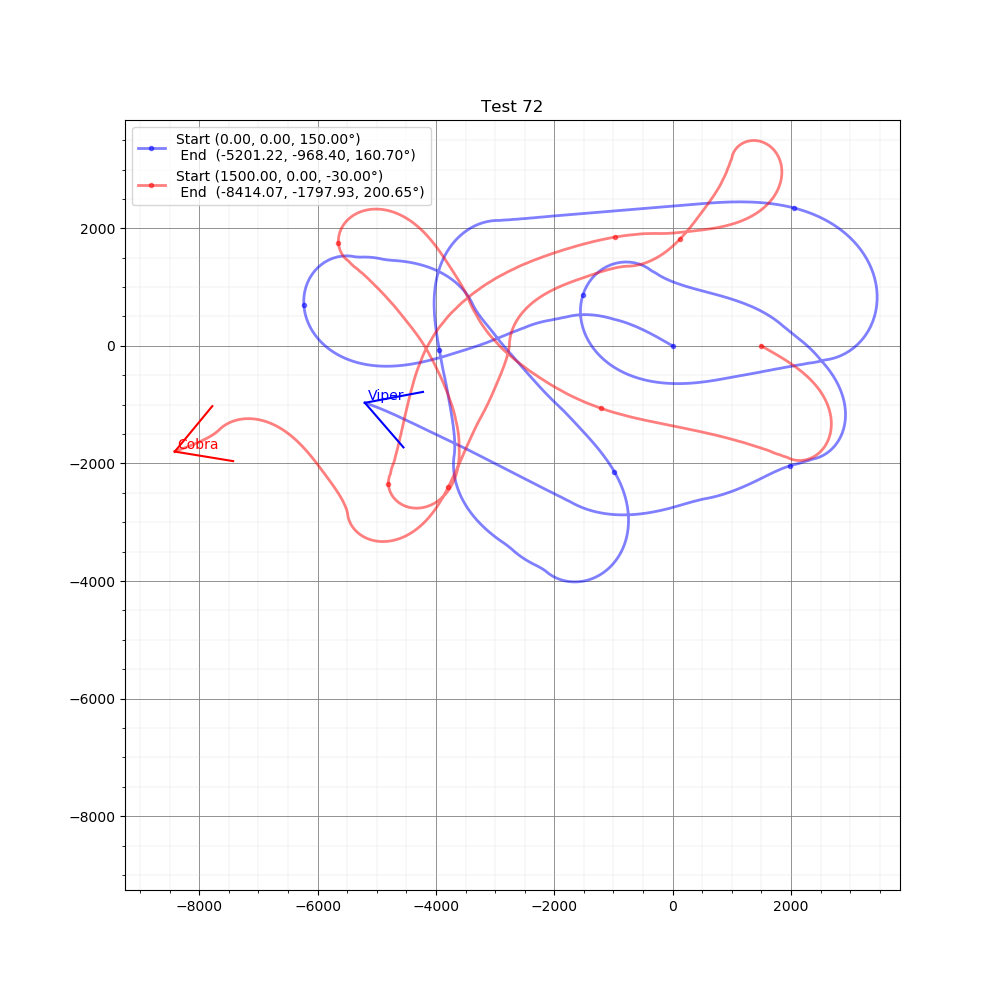 Test 72
Start (0.00, 0.00, 150.00°)
End (-5201.22, -968.40, 160.70°)
Start (1500.00, 0.00, -30.00°)
End (-8414.07, -1797.93, 200.65°)
2000
0
−2000
−4000
−6000
−8000
Viper
Cobra
−8000 −6000 −4000 −2000 0 2000